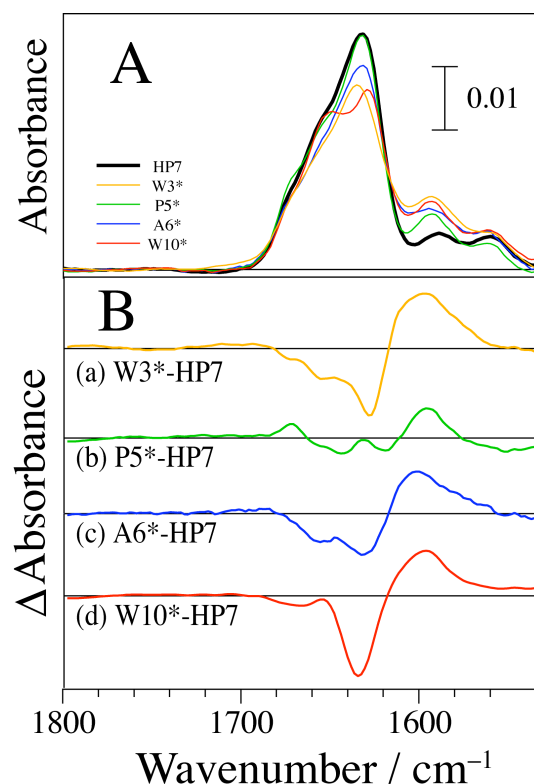 A
Absorbance
0.01
HP7
W3*
P5*
A6*
W10*
B
Δ Absorbance
(a) W3*-HP7
(b) P5*-HP7
(c) A6*-HP7
(d) W10*-HP7
1800 1700 1600
Wavenumber / cm⁻¹